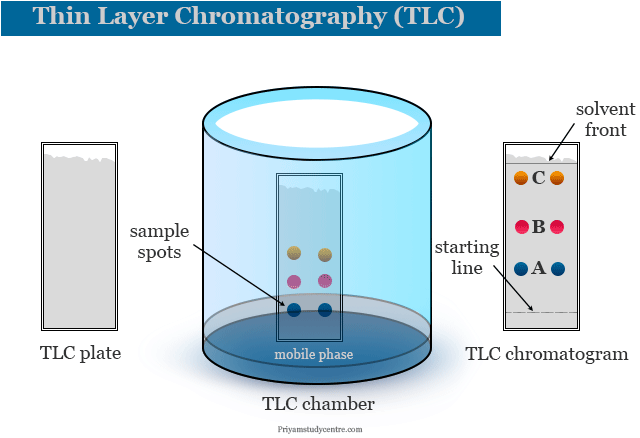 Thin Layer Chromatography (TLC)
solvent
front
C
sample
spots
B
starting
line
A
mobile phase
TLC plate
TLC chromatogram
TLC chamber
Priyamstudycentre.com